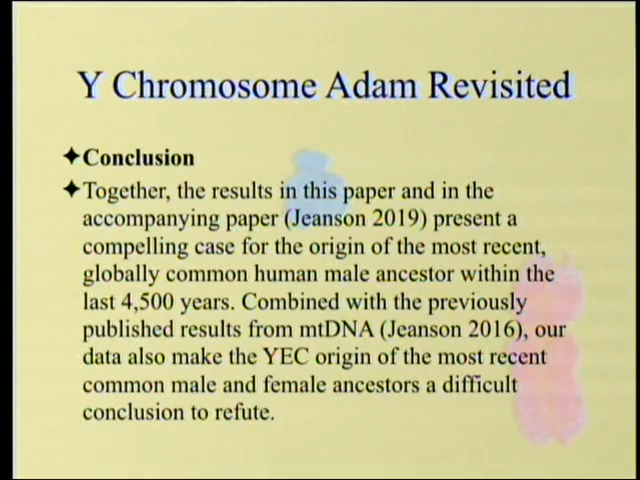 Y Chromosome Adam Revisited
Conclusion
Together, the results in this paper and in the
accompanying paper (Jeanson 2019) present a
compelling case for the origin of the most recent,
globally common human male ancestor within the
last 4,500 years. Combined with the previously
published results from mtDNA (Jeanson 2016), our
data also make the YEC origin of the most recent
common male and female ancestors a difficult
conclusion to refute.